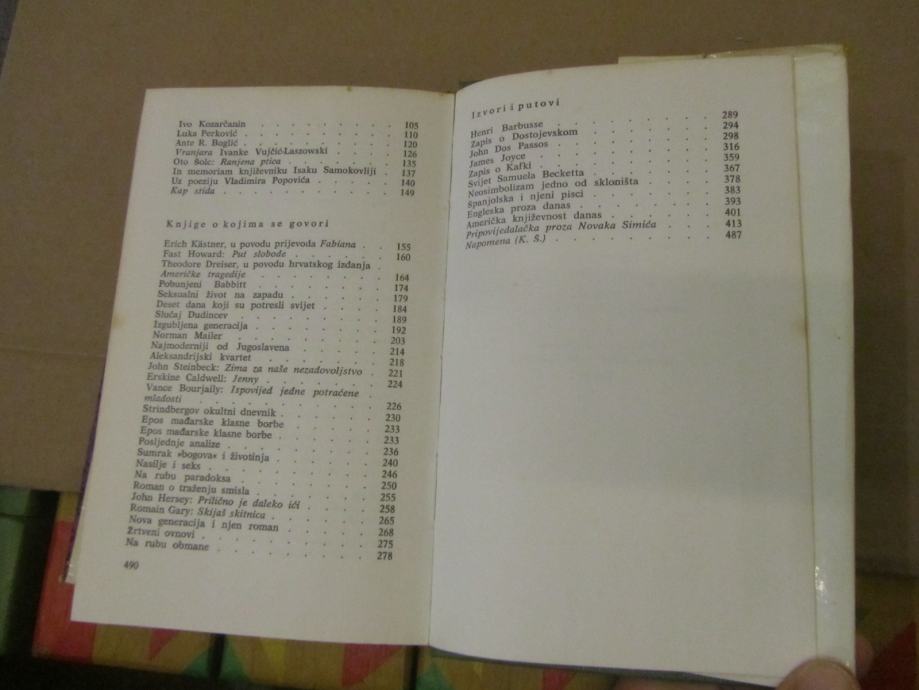 Ivo Kozarčanin . . . . . . . . 105
Luka Perković . . . . . . . . 110
Ante R. Boglić . . . . . . . . 120
Vranjara Ivanke Vujčić-Laszowski . . . . 126
Oto Šolc: Ranjena ptica . . . . . . 135
In memoriam književniku Isaku Samokovliji . 137
Uz poeziju Vladimira Popovića . . . . 140
Kap stida . . . . . . . . . 149
Knjige o kojima se govori
Erich Kästner, u povodu prijevoda Fabiana . . 155
Fast Howard: Put slobode . . . . . 160
Theodore Dreiser, u povodu hrvatskog izdanja .
Američke tragedije . . . . . . . 164
Pobunjeni Babbitt . . . . . . . 174
Seksualni život na zapadu . . . . . 179
Deset dana koji su potresli svijet . . . . 184
Slučaj Dudincev . . . . . . . . 189
Izgubljena generacija . . . . . . . 192
Norman Mailer . . . . . . . . 203
Najmoderniji od Jugoslavena . . . . . 214
Aleksandrijski kvartet . . . . . . . 218
John Steinbeck: Zima za naše nezadovoljstvo . 221
Erskine Caldwell: Jenny . . . . . . 224
Vance Bourjaily: Ispovijed jedne potraćene .
mladosti . . . . . . . . . 226
Strindbergov okultni dnevnik . . . . . 230
Epos mađarske klasne borbe . . . . . 233
Epos mađarske klasne borbe . . . . . 233
Posljednje analize . . . . . . . 236
Sumrak »bogova« i životinja . . . . . 240
Nasilje i seks . . . . . . . . 246
Na rubu paradoksa . . . . . . . 250
Roman o traženju smisla . . . . . . 255
John Hersey: Prilično je daleko ići . . . . 258
Romain Gary: Skijaš skitnica . . . . . 265
Nova generacija i njen roman . . . . . 268
Žrtveni ovnovi . . . . . . . . 275
Na rubu obmane . . . . . . . . 278
490
Izvori i putovi
Henri Barbusse . . . . . . . . 289
Zapis o Dostojevskom . . . . . . 294
John Dos Passos . . . . . . . 298
James Joyce . . . . . . . . 316
Zapis o Kafki . . . . . . . . 359
Svijet Samuela Becketta . . . . . . 367
Neosimbolizam jedno od skloništa . . . . 378
Španjolska i njeni pisci . . . . . . 383
Engleska proza danas . . . . . . 393
Američka književnost danas . . . . . 401
Pripovijedalačka proza Novaka Simića . . . 413
Napomena (K. Š.) . . . . . . . 487